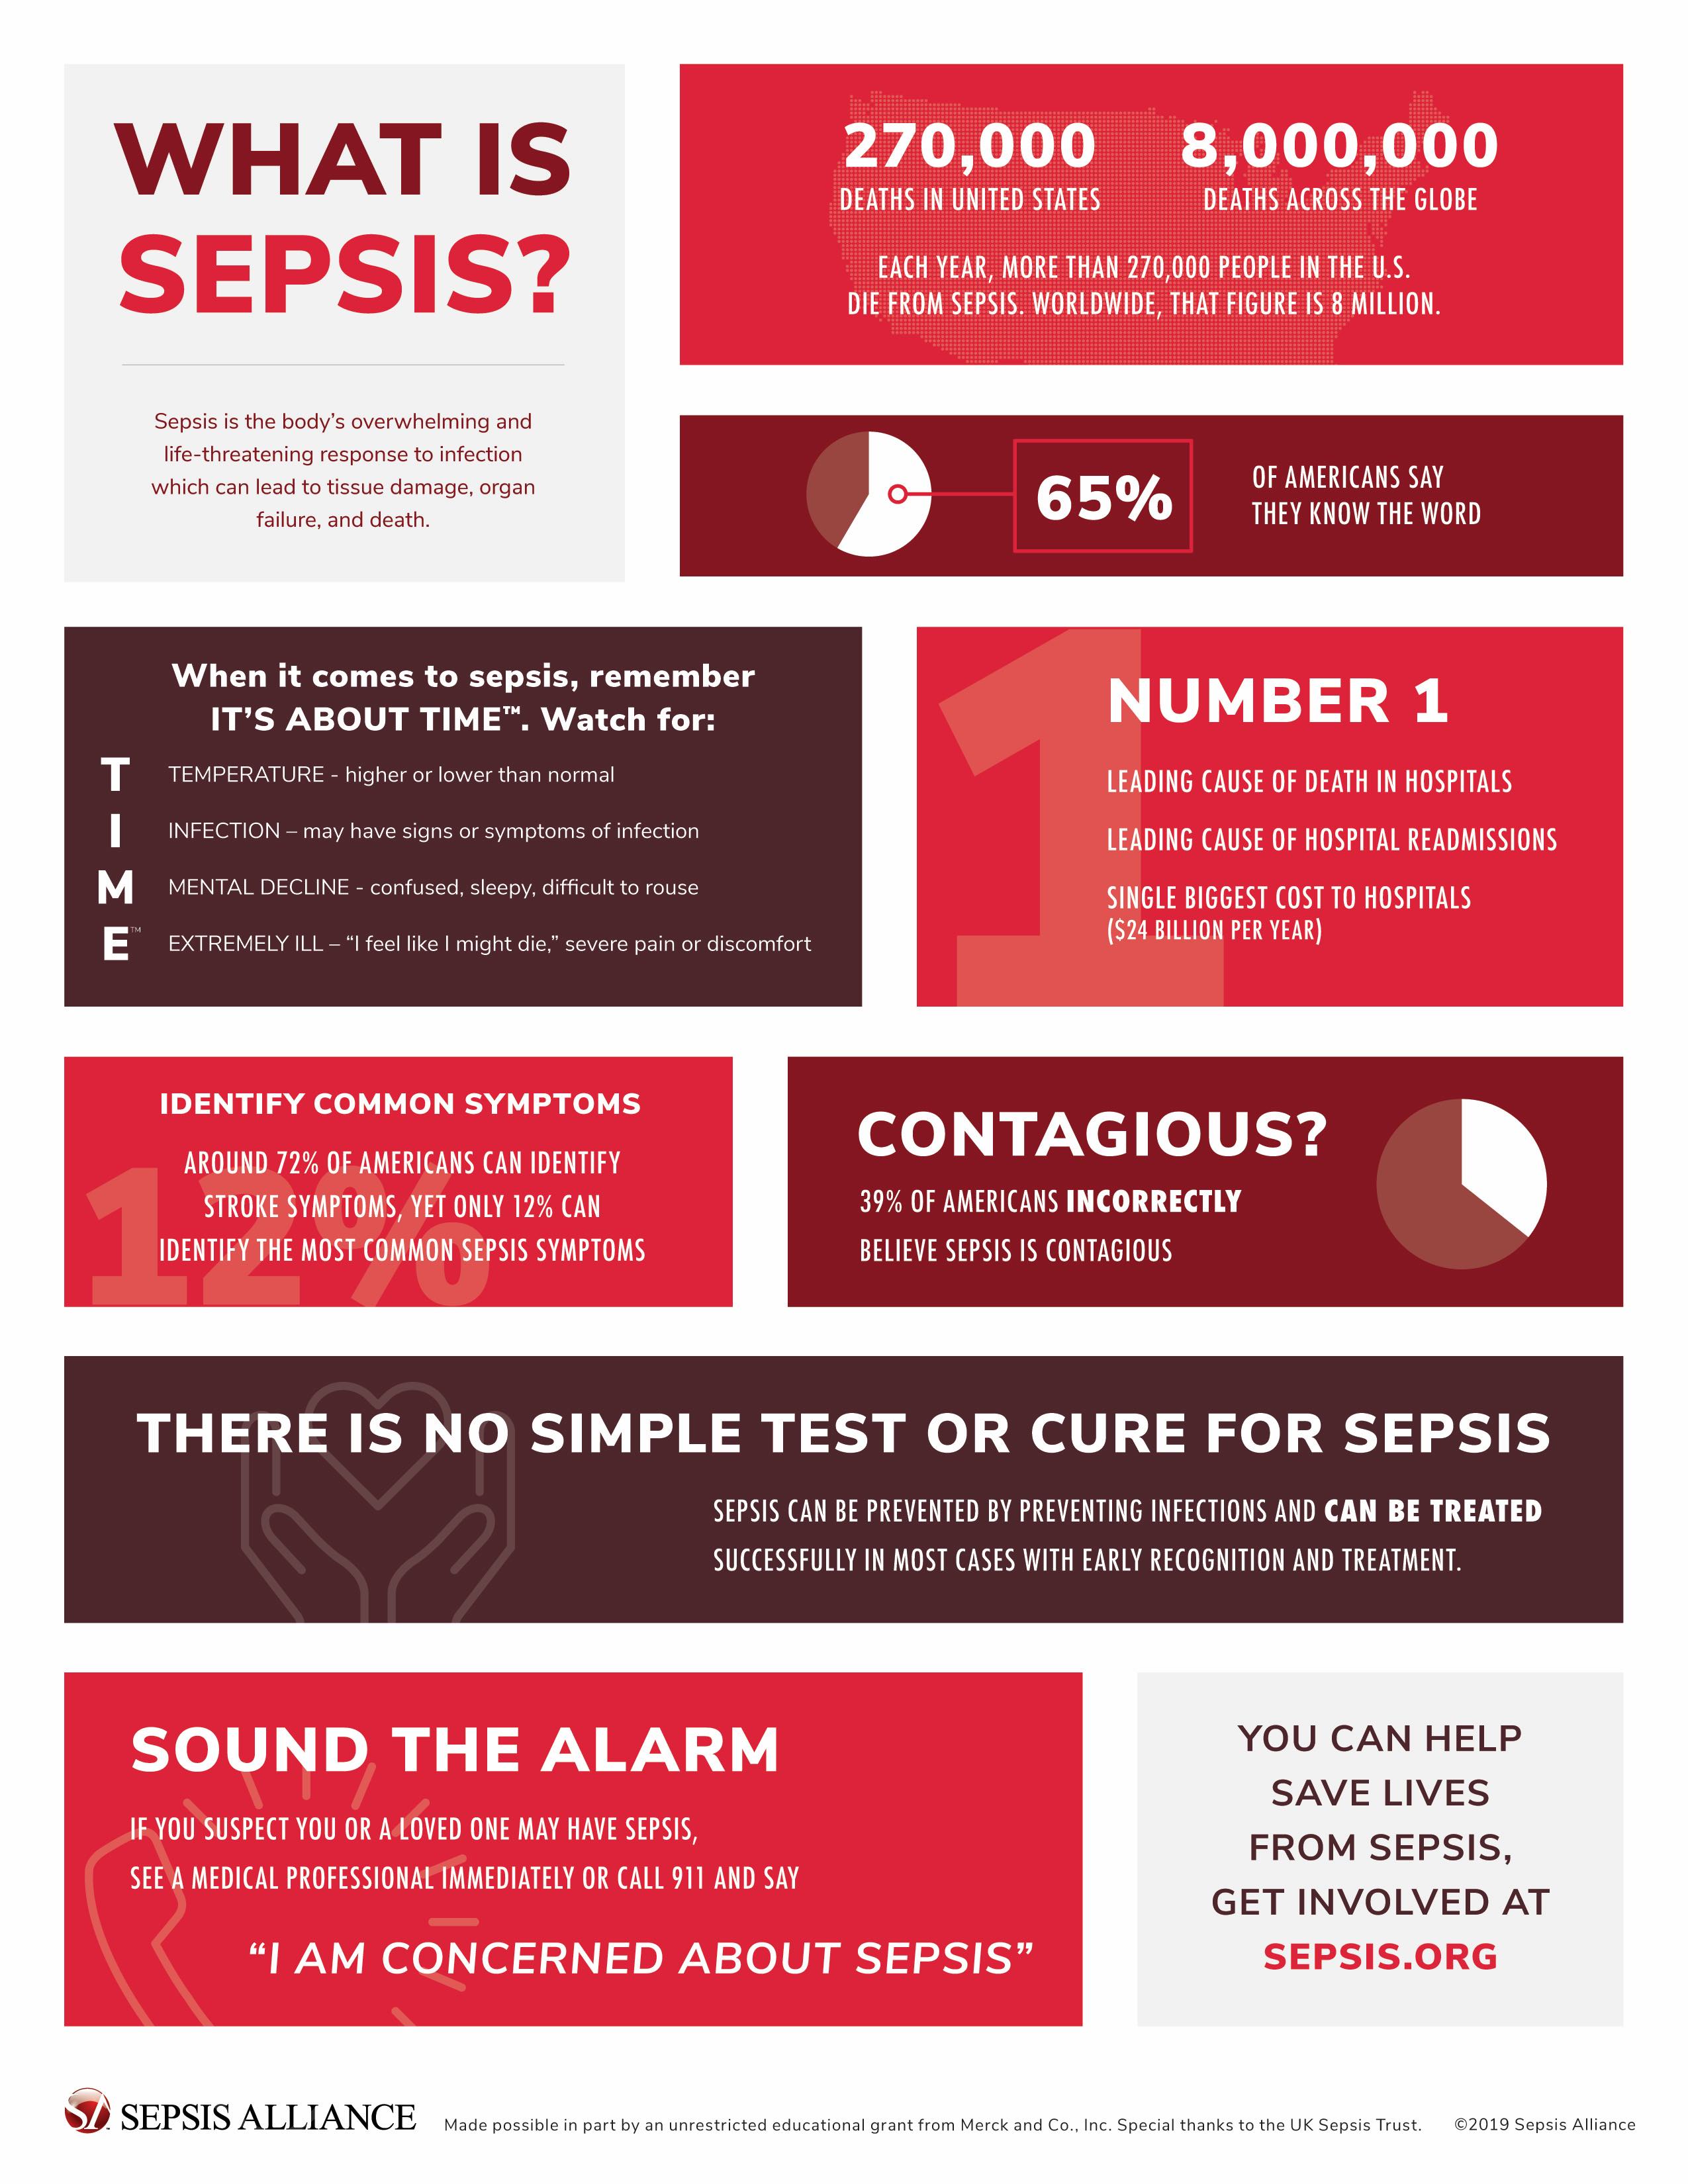 WHAT IS
SEPSIS?
Sepsis is the body's overwhelming and
life-threatening response to infection
which can lead to tissue damage, organ
failure, and death.
270,000
DEATHS IN UNITED STATES
8,000,000
DEATHS ACROSS THE GLOBE
EACH YEAR, MORE THAN 270,000 PEOPLE IN THE U.S.
DIE FROM SEPSIS. WORLDWIDE, THAT FIGURE IS 8 MILLION.
65%
OF AMERICANS SAY
THEY KNOW THE WORD
When it comes to sepsis, remember
IT'S ABOUT TIME™. Watch for:
T TEMPERATURE - higher or lower than normal
I INFECTION – may have signs or symptoms of infection
M MENTAL DECLINE - confused, sleepy, difficult to rouse
E™ EXTREMELY ILL – “I feel like I might die,” severe pain or discomfort
1
NUMBER 1
LEADING CAUSE OF DEATH IN HOSPITALS
LEADING CAUSE OF HOSPITAL READMISSIONS
SINGLE BIGGEST COST TO HOSPITALS
($24 BILLION PER YEAR)
IDENTIFY COMMON SYMPTOMS
AROUND 72% OF AMERICANS CAN IDENTIFY
STROKE SYMPTOMS, YET ONLY 12% CAN
IDENTIFY THE MOST COMMON SEPSIS SYMPTOMS
12%
CONTAGIOUS?
39% OF AMERICANS INCORRECTLY
BELIEVE SEPSIS IS CONTAGIOUS
THERE IS NO SIMPLE TEST OR CURE FOR SEPSIS
SEPSIS CAN BE PREVENTED BY PREVENTING INFECTIONS AND CAN BE TREATED
SUCCESSFULLY IN MOST CASES WITH EARLY RECOGNITION AND TREATMENT.
SOUND THE ALARM
IF YOU SUSPECT YOU OR A LOVED ONE MAY HAVE SEPSIS,
SEE A MEDICAL PROFESSIONAL IMMEDIATELY OR CALL 911 AND SAY
“I AM CONCERNED ABOUT SEPSIS”
YOU CAN HELP
SAVE LIVES
FROM SEPSIS,
GET INVOLVED AT
SEPSIS.ORG
SA SEPSIS ALLIANCE
Made possible in part by an unrestricted educational grant from Merck and Co., Inc. Special thanks to the UK Sepsis Trust.
©2019 Sepsis Alliance